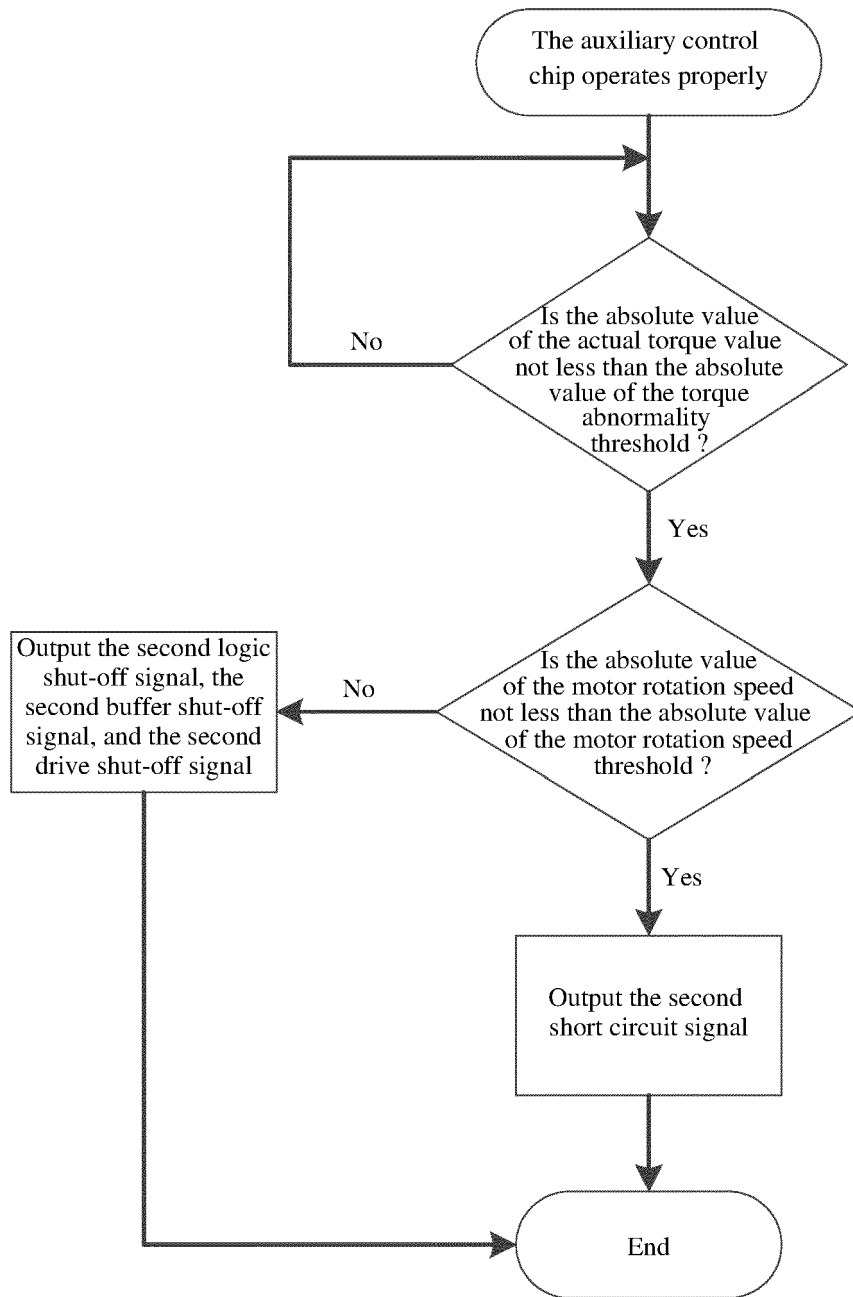 The auxiliary control
chip operates properly
Is the absolute value
of the actual torque value
not less than the absolute
value of the torque
abnormality
threshold ?
No
Yes
Is the absolute value
of the motor rotation speed
not less than the absolute value
of the motor rotation speed
threshold ?
No
Output the second logic
shut-off signal, the
second buffer shut-off
signal, and the second
drive shut-off signal
Yes
Output the second
short circuit signal
End